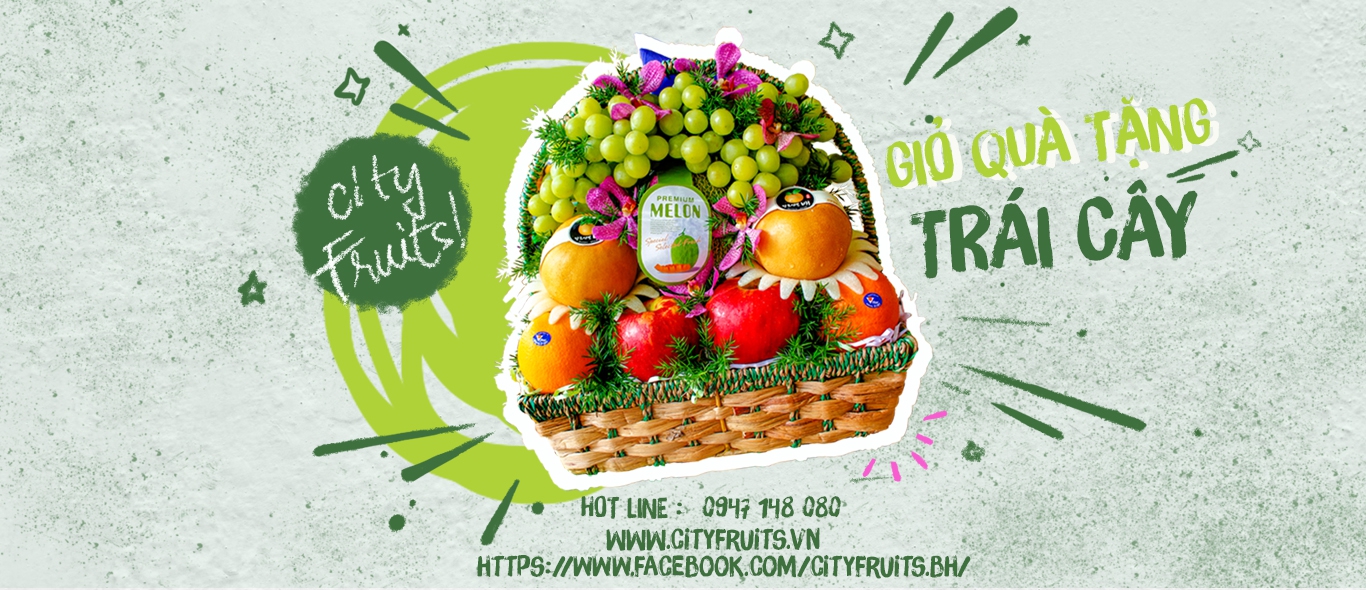 city
Fruits!
GIỎ QUÀ TẶNG
TRÁI CÂY
PREMIUM
MELON
HOT LINE : 0947 148 080
WWW.CITYFRUITS.VN
HTTPS://WWW.FACEBOOK.COM/CITYFRUITS.BH/